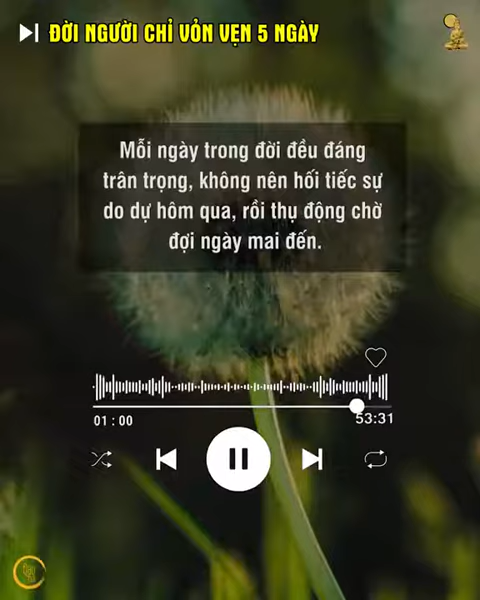 ĐỜI NGƯỜI CHỈ VỎN VẸN 5 NGÀY
Mỗi ngày trong đời đều đáng
trân trọng, không nên hối tiếc sự
do dự hôm qua, rồi thụ động chờ
đợi ngày mai đến.
01 : 00
53:31